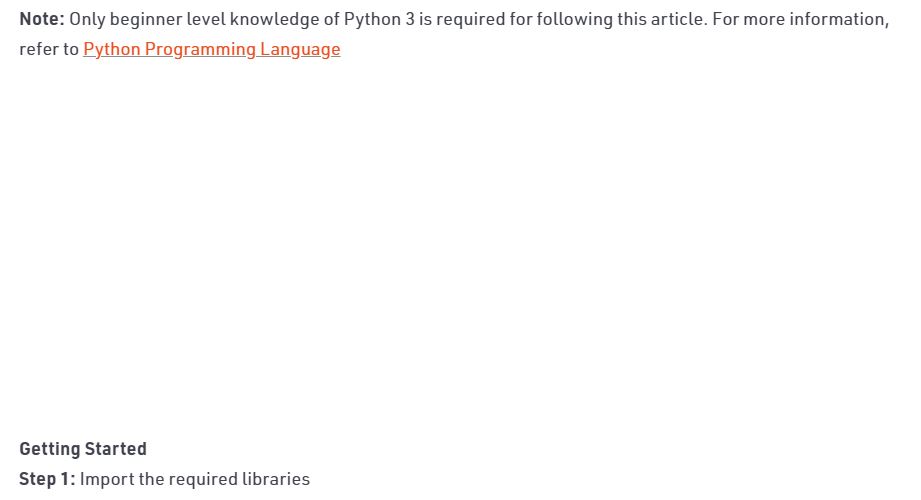 Note: Only beginner level knowledge of Python 3 is required for following this article. For more information,
refer to Python Programming Language
Getting Started
Step 1: Import the required libraries